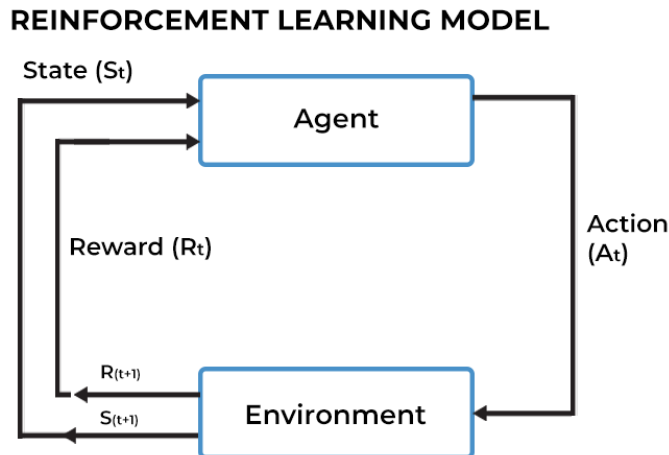 REINFORCEMENT LEARNING MODEL
State (St)
Agent
Reward (Rt)
Action
(At)
R(t+1)
S(t+1)
Environment